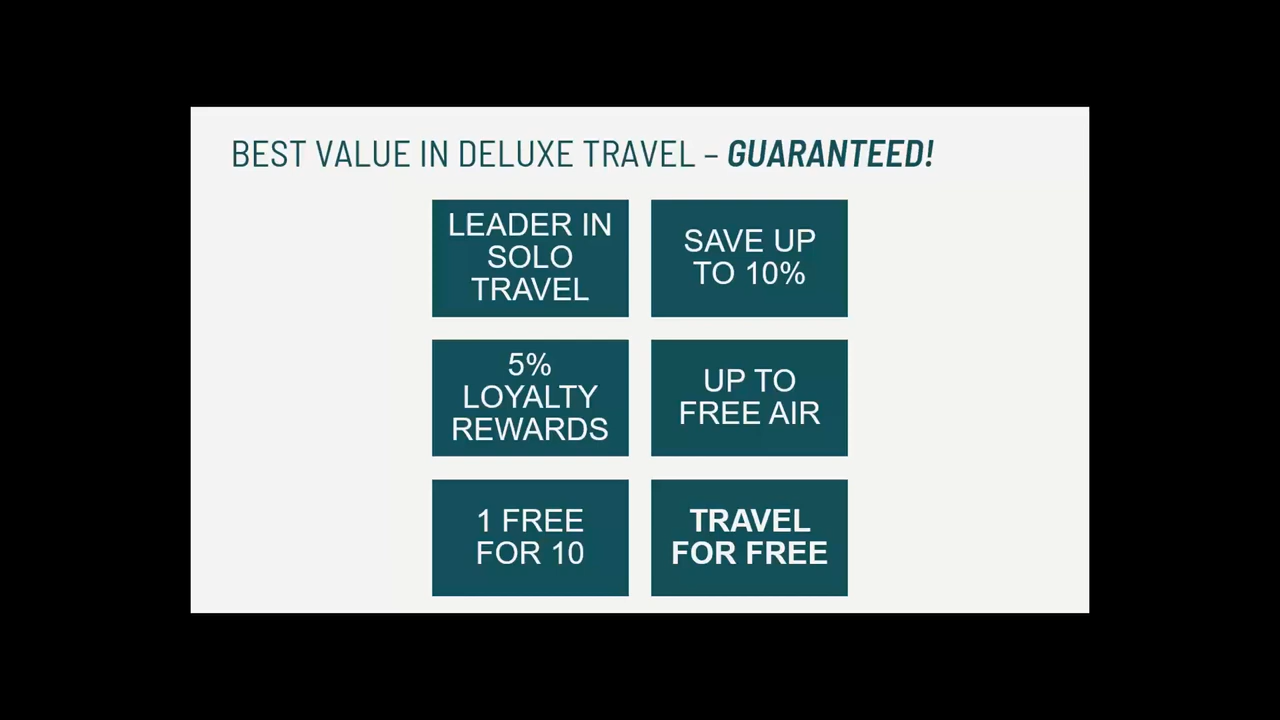 BEST VALUE IN DELUXE TRAVEL – GUARANTEED!
LEADER IN
SOLO
TRAVEL
SAVE UP
TO 10%
5%
LOYALTY
REWARDS
UP TO
FREE AIR
1 FREE
FOR 10
TRAVEL
FOR FREE